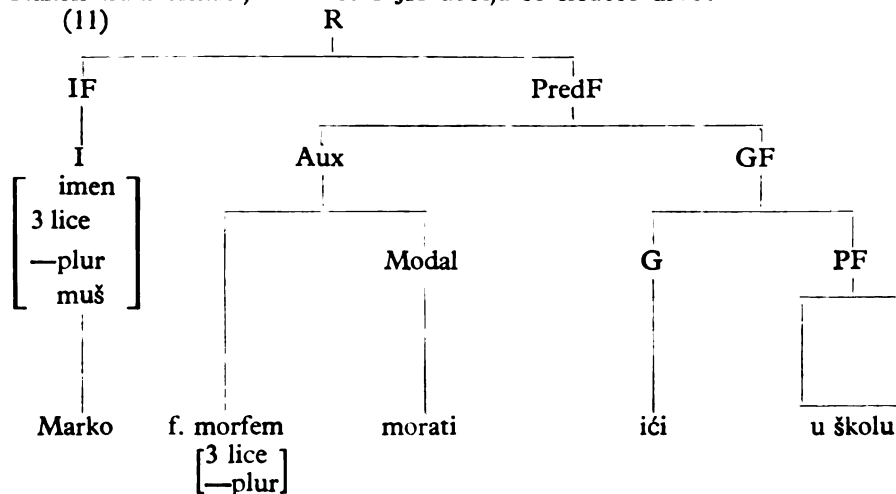 (11) R
IF PredF
I Aux GF
imen
3 lice
—plur Modal G PF
muš
Marko f. morfem morati ići u školu
3 lice
—plur